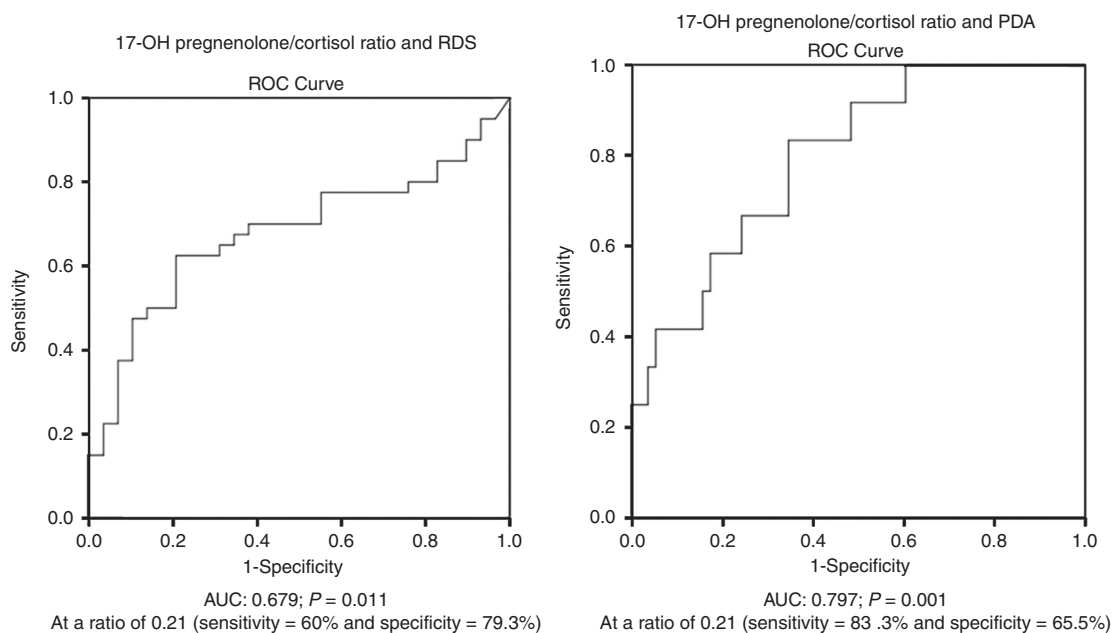 17-OH pregnenolone/cortisol ratio and RDS
ROC Curve
1.0
0.8
0.6
0.4
0.2
0.0
Sensitivity
0.0 0.2 0.4 0.6 0.8 1.0
1-Specificity
AUC: 0.679; P = 0.011
At a ratio of 0.21 (sensitivity = 60% and specificity = 79.3%)
17-OH pregnenolone/cortisol ratio and PDA
ROC Curve
1.0
0.8
0.6
0.4
0.2
0.0
Sensitivity
0.0 0.2 0.4 0.6 0.8 1.0
1-Specificity
AUC: 0.797; P = 0.001
At a ratio of 0.21 (sensitivity = 83 .3% and specificity = 65.5%)